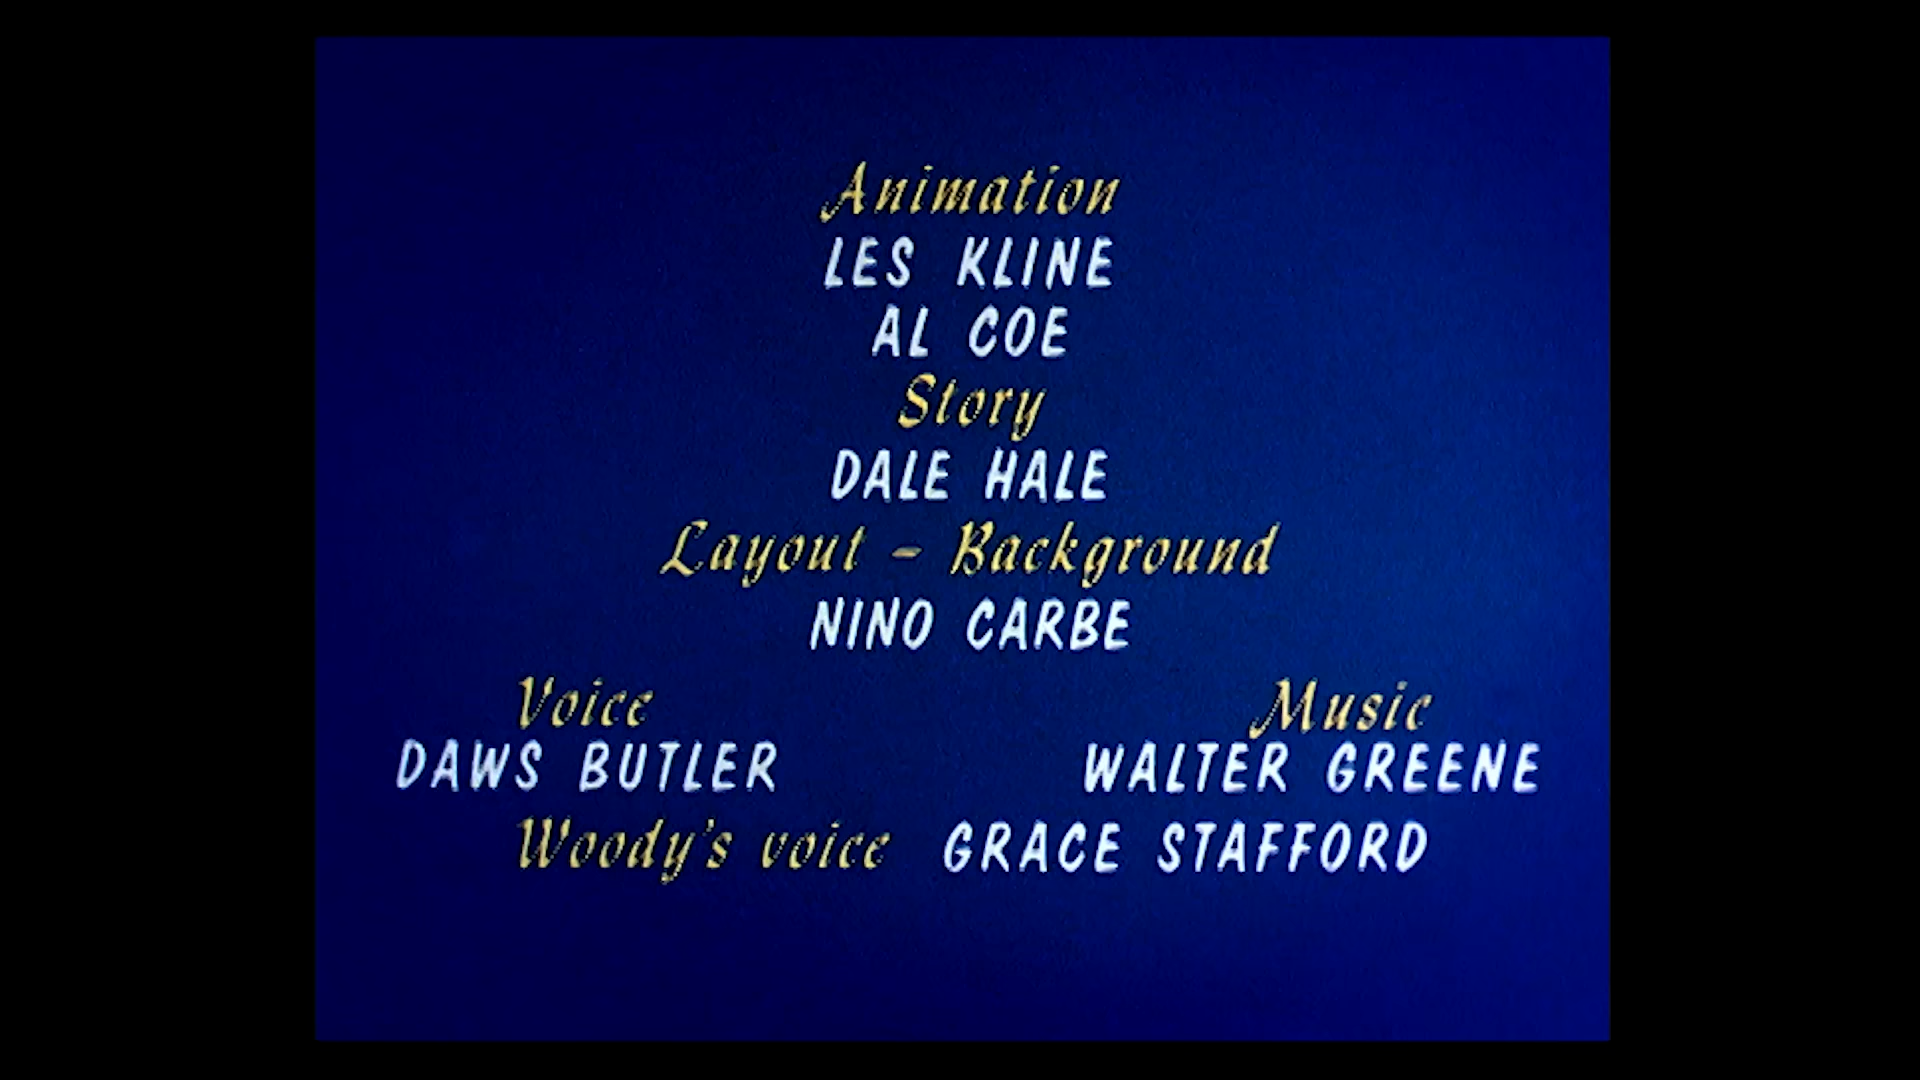 Animation
LES KLINE
AL COE
Story
DALE HALE
Layout - Background
NINO CARBE
Voice
DAWS BUTLER
Music
WALTER GREENE
Woody's voice GRACE STAFFORD